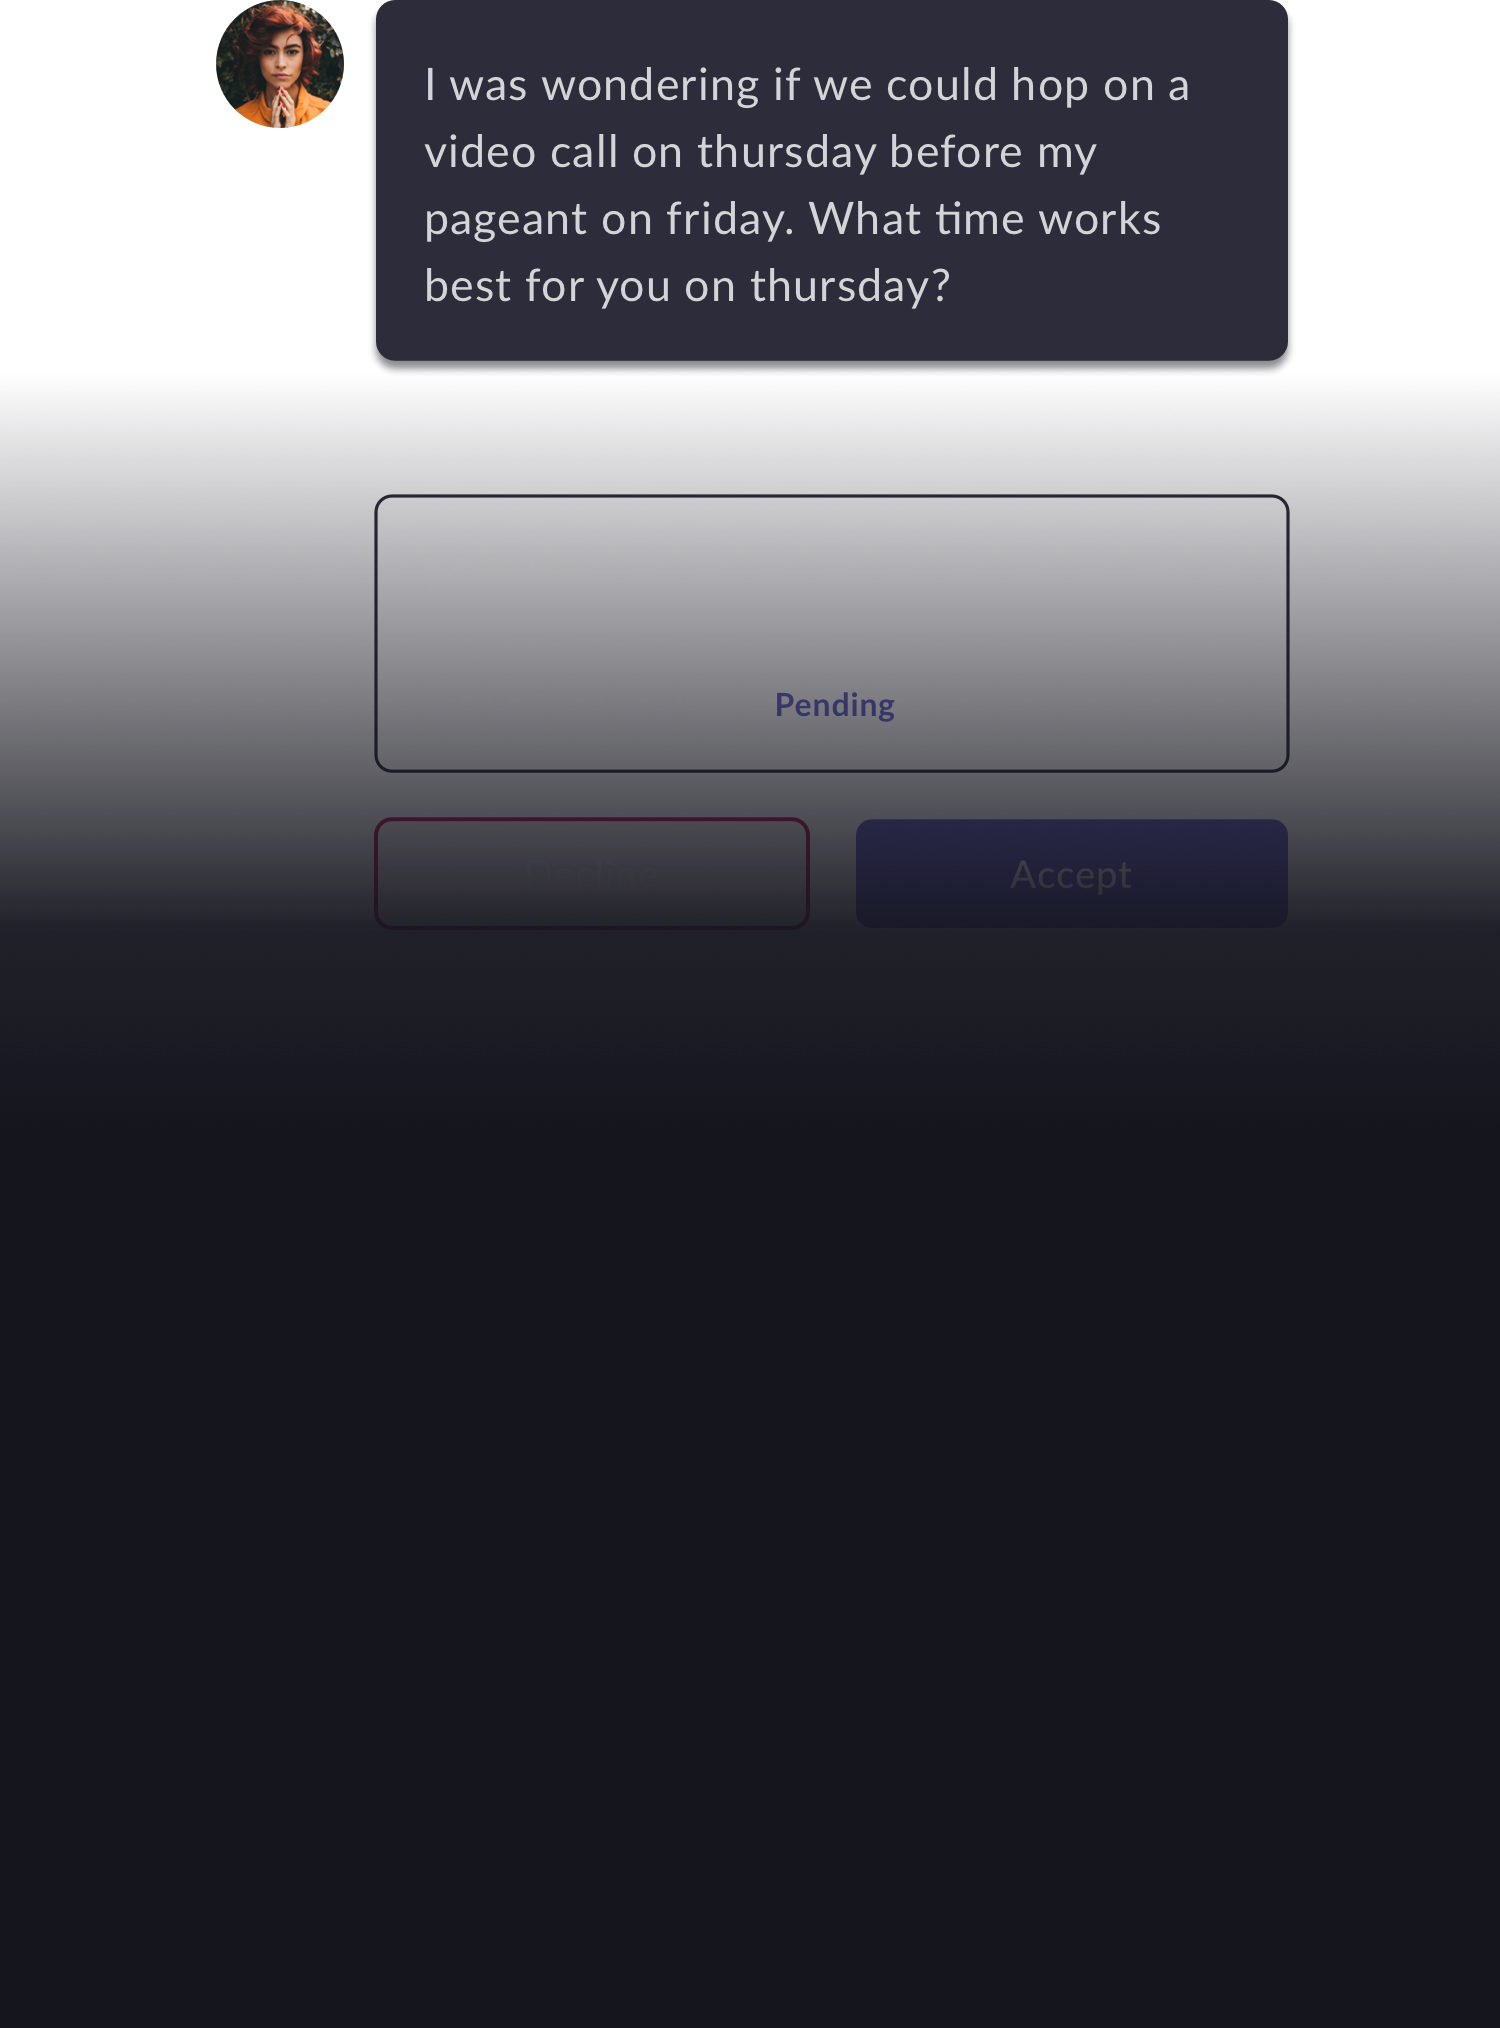 I was wondering if we could hop on a
video call on thursday before my
pageant on friday. What time works
best for you on thursday?
Pending
Decline Accept